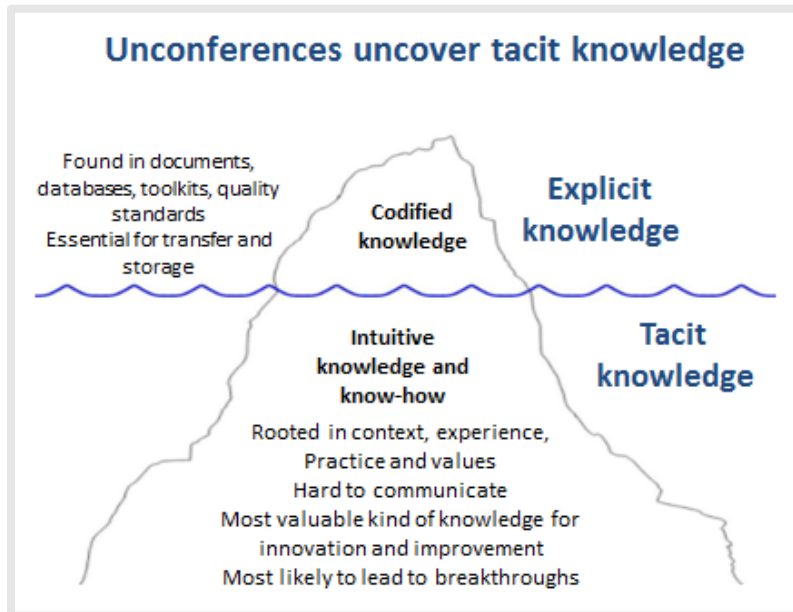 Unconferences uncover tacit knowledge
Found in documents,
databases, toolkits, quality
standards
Essential for transfer and
storage
Codified
knowledge
Explicit
knowledge
Intuitive
knowledge and
know-how
Tacit
knowledge
Rooted in context, experience,
Practice and values
Hard to communicate
Most valuable kind of knowledge for
innovation and improvement
Most likely to lead to breakthroughs